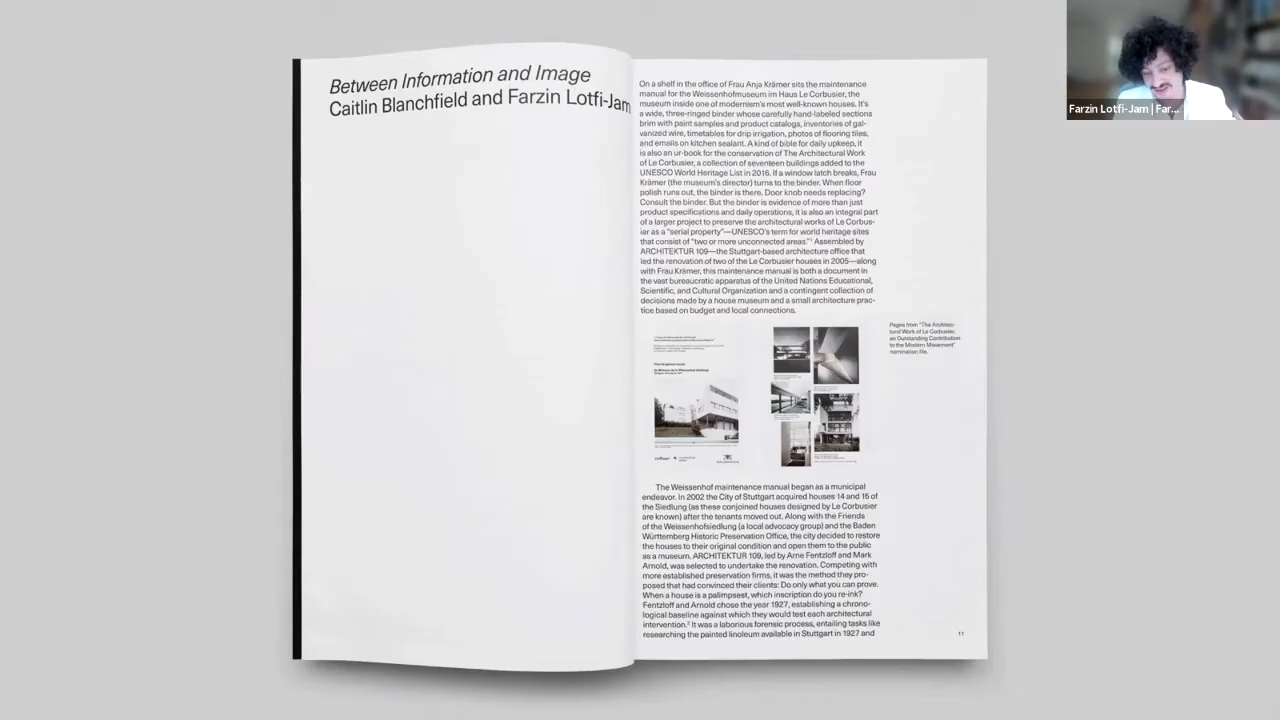 Between Information and Image
Caitlin Blanchfield and Farzin Lotfi-Jam
On a shelf in the office of Frau Anja Krämer sits the maintenance
manual for the Weissenhofmuseum im Haus Le Corbusier, the
museum inside one of modernism's most well-known houses. It's
a wide, three-ringed binder whose carefully hand-labeled sections
brim with paint samples and product catalogs, inventories of gal-
vanized wire, timetables for drip irrigation, photos of flooring tiles,
and emails on kitchen sealant. A kind of bible for daily upkeep, it
is also an ur-book for the conservation of The Architectural Work
of Le Corbusier, a collection of seventeen buildings added to the
UNESCO World Heritage List in 2016. If a window latch breaks, Frau
Krämer (the museum's director) turns to the binder. When floor
polish runs out, the binder is there. Door knob needs replacing?
Consult the binder. But the binder is evidence of more than just
product specifications and daily operations, it is also an integral part
of a larger project to preserve the architectural works of Le Corbus-
ier as a "serial property"—UNESCO's term for world heritage sites
that consist of "two or more unconnected areas."1 Assembled by
ARCHITEKTUR 109—the Stuttgart-based architecture office that
led the renovation of two of the Le Corbusier houses in 2005—along
with Frau Krämer, this maintenance manual is both a document in
the vast bureaucratic apparatus of the United Nations Educational,
Scientific, and Cultural Organization and a contingent collection of
decisions made by a house museum and a small architecture prac-
tice based on budget and local connections.
Pages from "The Architec-
tural Work of Le Corbusier,
an Outstanding Contribution
to the Modern Movement"
nomination file.
The Weissenhof maintenance manual began as a municipal
endeavor. In 2002 the City of Stuttgart acquired houses 14 and 15 of
the Siedlung (as these conjoined houses designed by Le Corbusier
are known) after the tenants moved out. Along with the Friends
of the Weissenhofsiedlung (a local advocacy group) and the Baden
Württemberg Historic Preservation Office, the city decided to restore
the houses to their original condition and open them to the public
as a museum. ARCHITEKTUR 109, led by Arne Fentzloff and Mark
Arnold, was selected to undertake the renovation. Competing with
more established preservation firms, it was the method they pro-
posed that had convinced their clients: Do only what you can prove.
When a house is a palimpsest, which inscription do you re-ink?
Fentzloff and Arnold chose the year 1927, establishing a chrono-
logical baseline against which they would test each architectural
intervention.2 It was a laborious forensic process, entailing tasks like
researching the painted linoleum available in Stuttgart in 1927 and
11
Farzin Lotfi-Jam | Far...